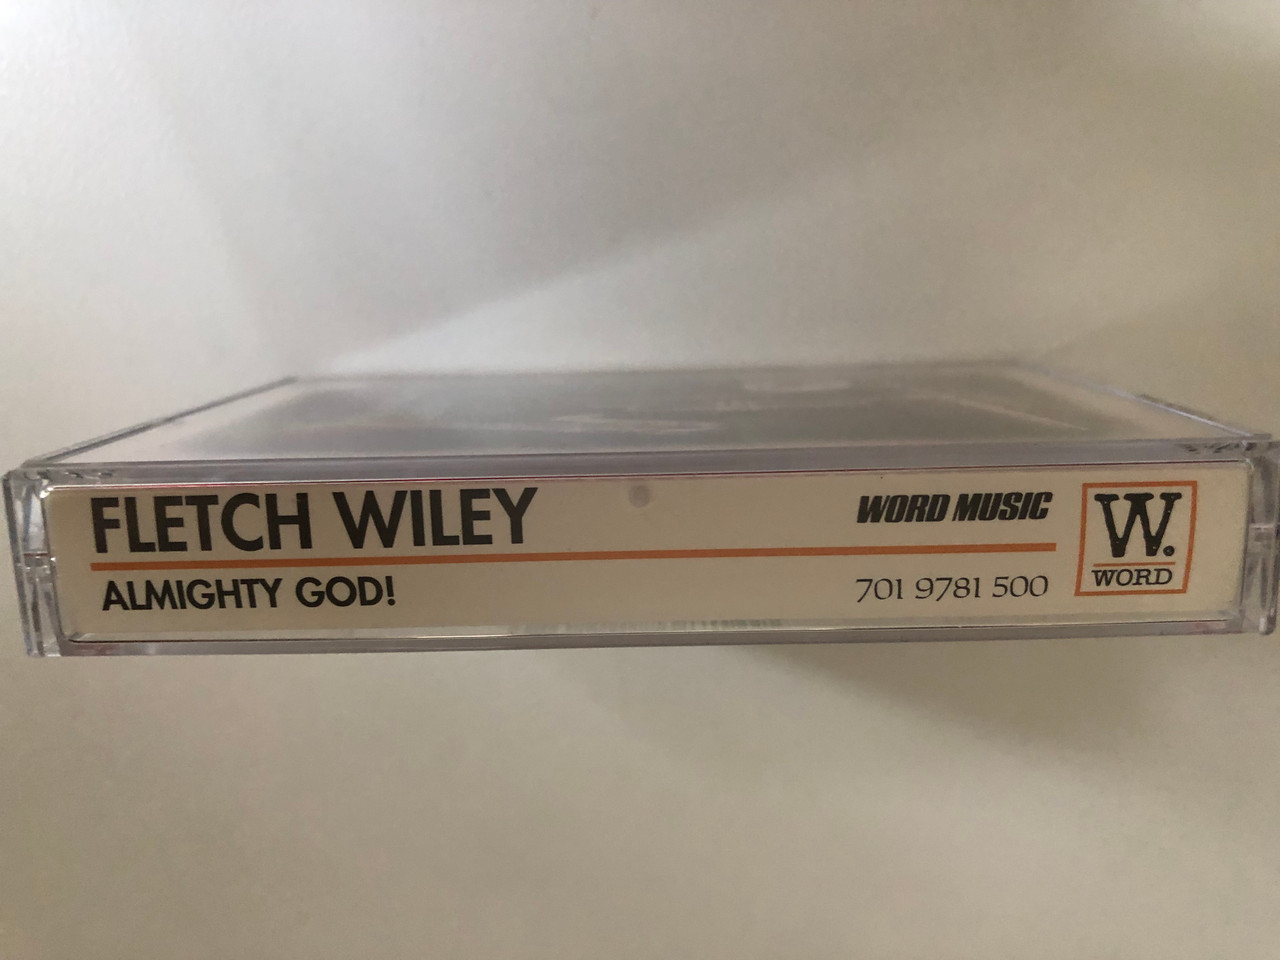 FLETCH WILEY
ALMIGHTY GOD!
WORD MUSIC
701 9781 500
W.
WORD